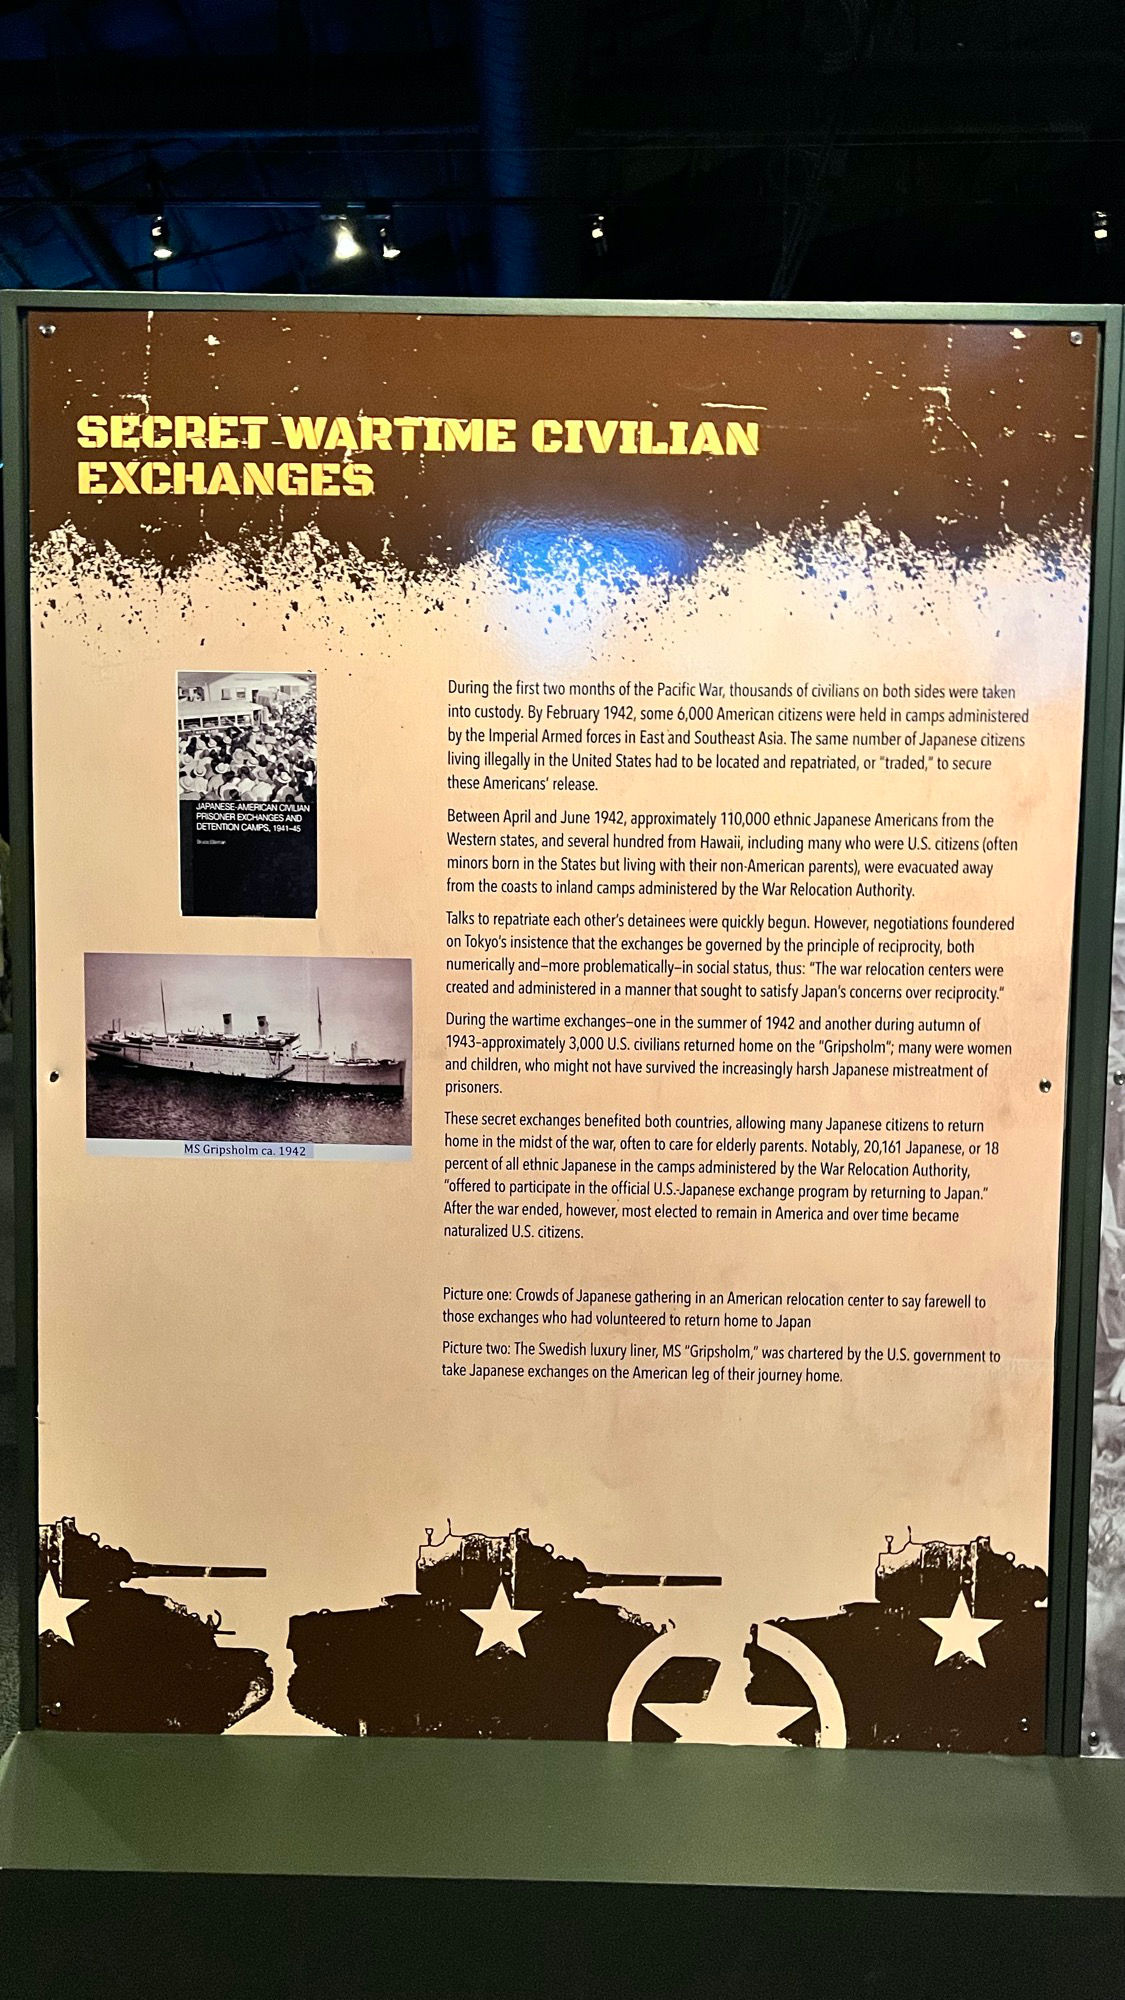 SECRET WARTIME CIVILIAN
EXCHANGES
JAPANESE-AMERICAN CIVILIAN
PRISONER EXCHANGES AND
DETENTION CAMPS, 1941–45
Bruce Elleman
MS Gripsholm ca. 1942
During the first two months of the Pacific War, thousands of civilians on both sides were taken
into custody. By February 1942, some 6,000 American citizens were held in camps administered
by the Imperial Armed forces in East and Southeast Asia. The same number of Japanese citizens
living illegally in the United States had to be located and repatriated, or "traded," to secure
these Americans' release.
Between April and June 1942, approximately 110,000 ethnic Japanese Americans from the
Western states, and several hundred from Hawaii, including many who were U.S. citizens (often
minors born in the States but living with their non-American parents), were evacuated away
from the coasts to inland camps administered by the War Relocation Authority.
Talks to repatriate each other's detainees were quickly begun. However, negotiations foundered
on Tokyo's insistence that the exchanges be governed by the principle of reciprocity, both
numerically and—more problematically—in social status, thus: "The war relocation centers were
created and administered in a manner that sought to satisfy Japan's concerns over reciprocity."
During the wartime exchanges—one in the summer of 1942 and another during autumn of
1943–approximately 3,000 U.S. civilians returned home on the "Gripsholm"; many were women
and children, who might not have survived the increasingly harsh Japanese mistreatment of
prisoners.
These secret exchanges benefited both countries, allowing many Japanese citizens to return
home in the midst of the war, often to care for elderly parents. Notably, 20,161 Japanese, or 18
percent of all ethnic Japanese in the camps administered by the War Relocation Authority,
"offered to participate in the official U.S.-Japanese exchange program by returning to Japan."
After the war ended, however, most elected to remain in America and over time became
naturalized U.S. citizens.
Picture one: Crowds of Japanese gathering in an American relocation center to say farewell to
those exchanges who had volunteered to return home to Japan
Picture two: The Swedish luxury liner, MS "Gripsholm," was chartered by the U.S. government to
take Japanese exchanges on the American leg of their journey home.